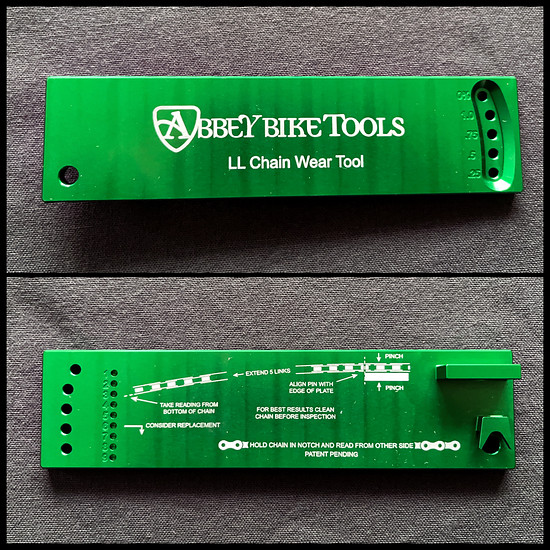 ABBEY BIKE TOOLS
LL Chain Wear Tool
1.0
.75
.5
.25
PINCH
EXTEND 5 LINKS
ALIGN PIN WITH
EDGE OF PLATE
PINCH
TAKE READING FROM
BOTTOM OF CHAIN
FOR BEST RESULTS CLEAN
CHAIN BEFORE INSPECTION
CONSIDER REPLACEMENT
HOLD CHAIN IN NOTCH AND READ FROM OTHER SIDE
PATENT PENDING